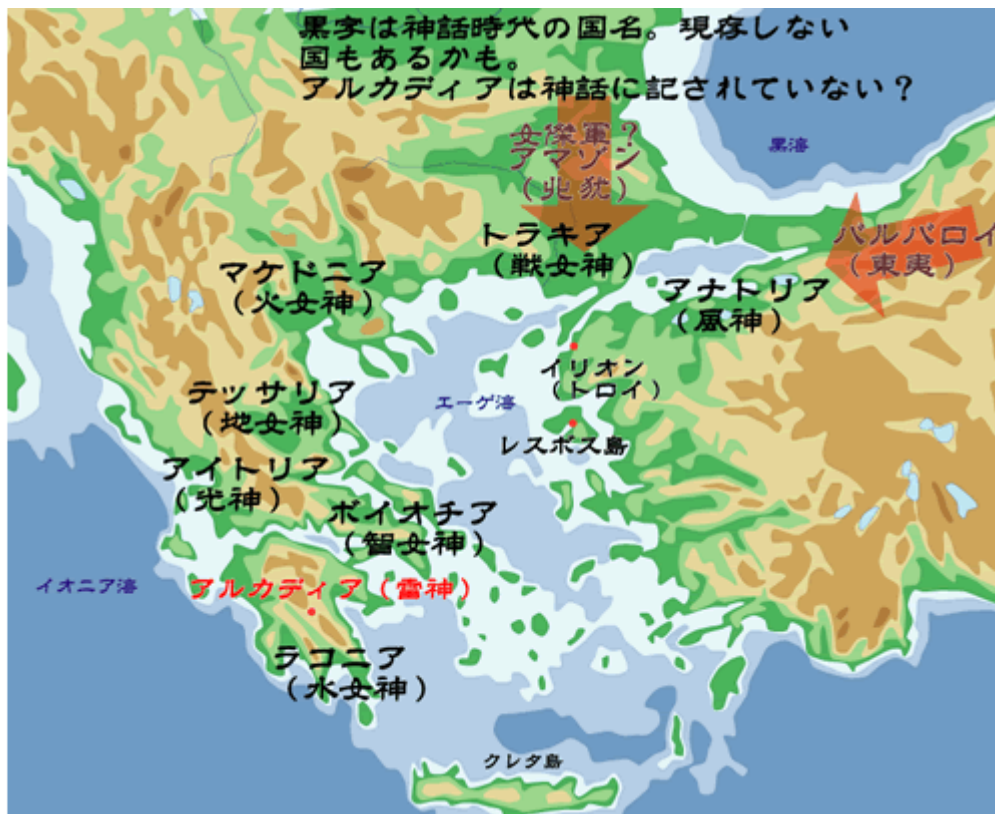 黒字は神話時代の国名。現存しない
国もあるかも。
アルカディアは神話に記されていない？
女傑軍？
アマゾン
（北狄）
黒海
バルバロイ
（東夷）
トラキア
（戦女神）
マケドニア
（火女神）
アナトリア
（風神）
イリオン
（トロイ）
テッサリア
（地女神）
エーゲ海
レスボス島
アイトリア
（光神）
ボイオチア
（智女神）
イオニア海
アルカディア（雷神）
ラコニア
（水女神）
クレタ島